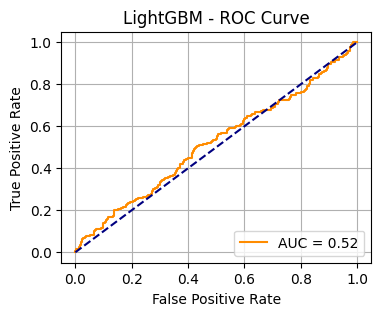 LightGBM - ROC Curve
True Positive Rate
1.0
0.8
0.6
0.4
0.2
0.0
AUC = 0.52
0.0 0.2 0.4 0.6 0.8 1.0
False Positive Rate